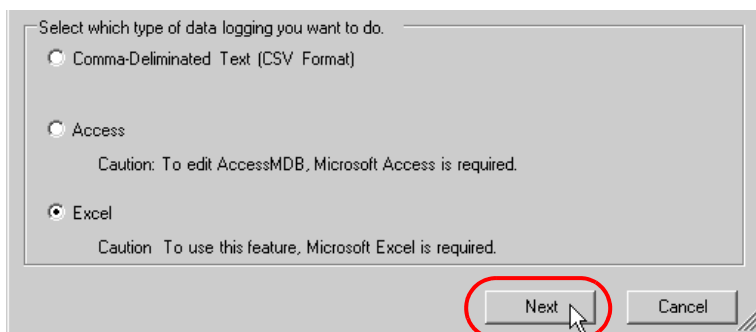 Select which type of data logging you want to do.
Comma-Deliminated Text (CSV Format)
Access
Caution: To edit AccessMDB, Microsoft Access is required.
Excel
Caution To use this feature, Microsoft Excel is required.
Next
Cancel